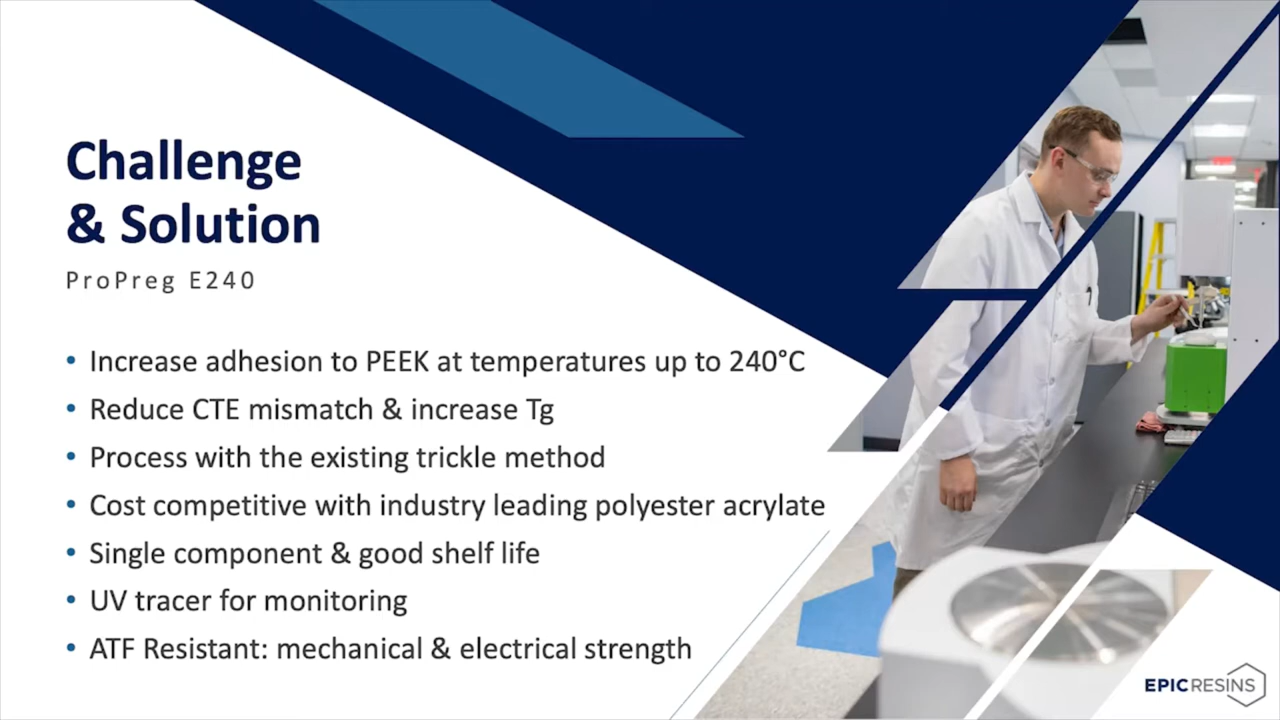 Challenge
& Solution
ProPreg E240
• Increase adhesion to PEEK at temperatures up to 240°C
• Reduce CTE mismatch & increase Tg
• Process with the existing trickle method
• Cost competitive with industry leading polyester acrylate
• Single component & good shelf life
• UV tracer for monitoring
• ATF Resistant: mechanical & electrical strength
EPIC RESINS